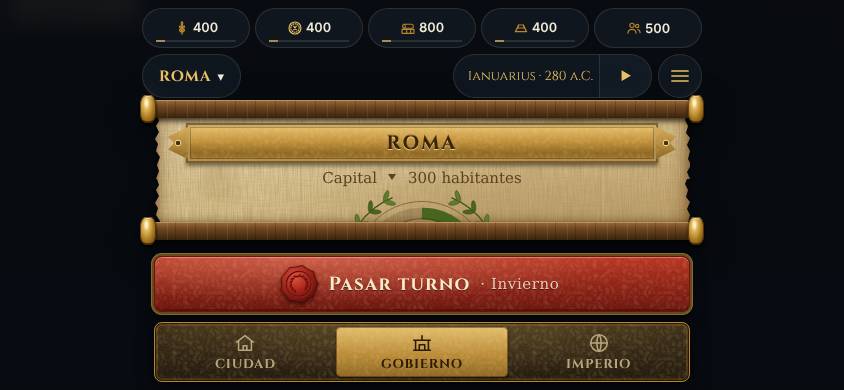 400
400
800
400
500
ROMA ▾
Ianuarius · 280 a.C.
ROMA
Capital ▾ 300 habitantes
Pasar turno · Invierno
CIUDAD
GOBIERNO
IMPERIO